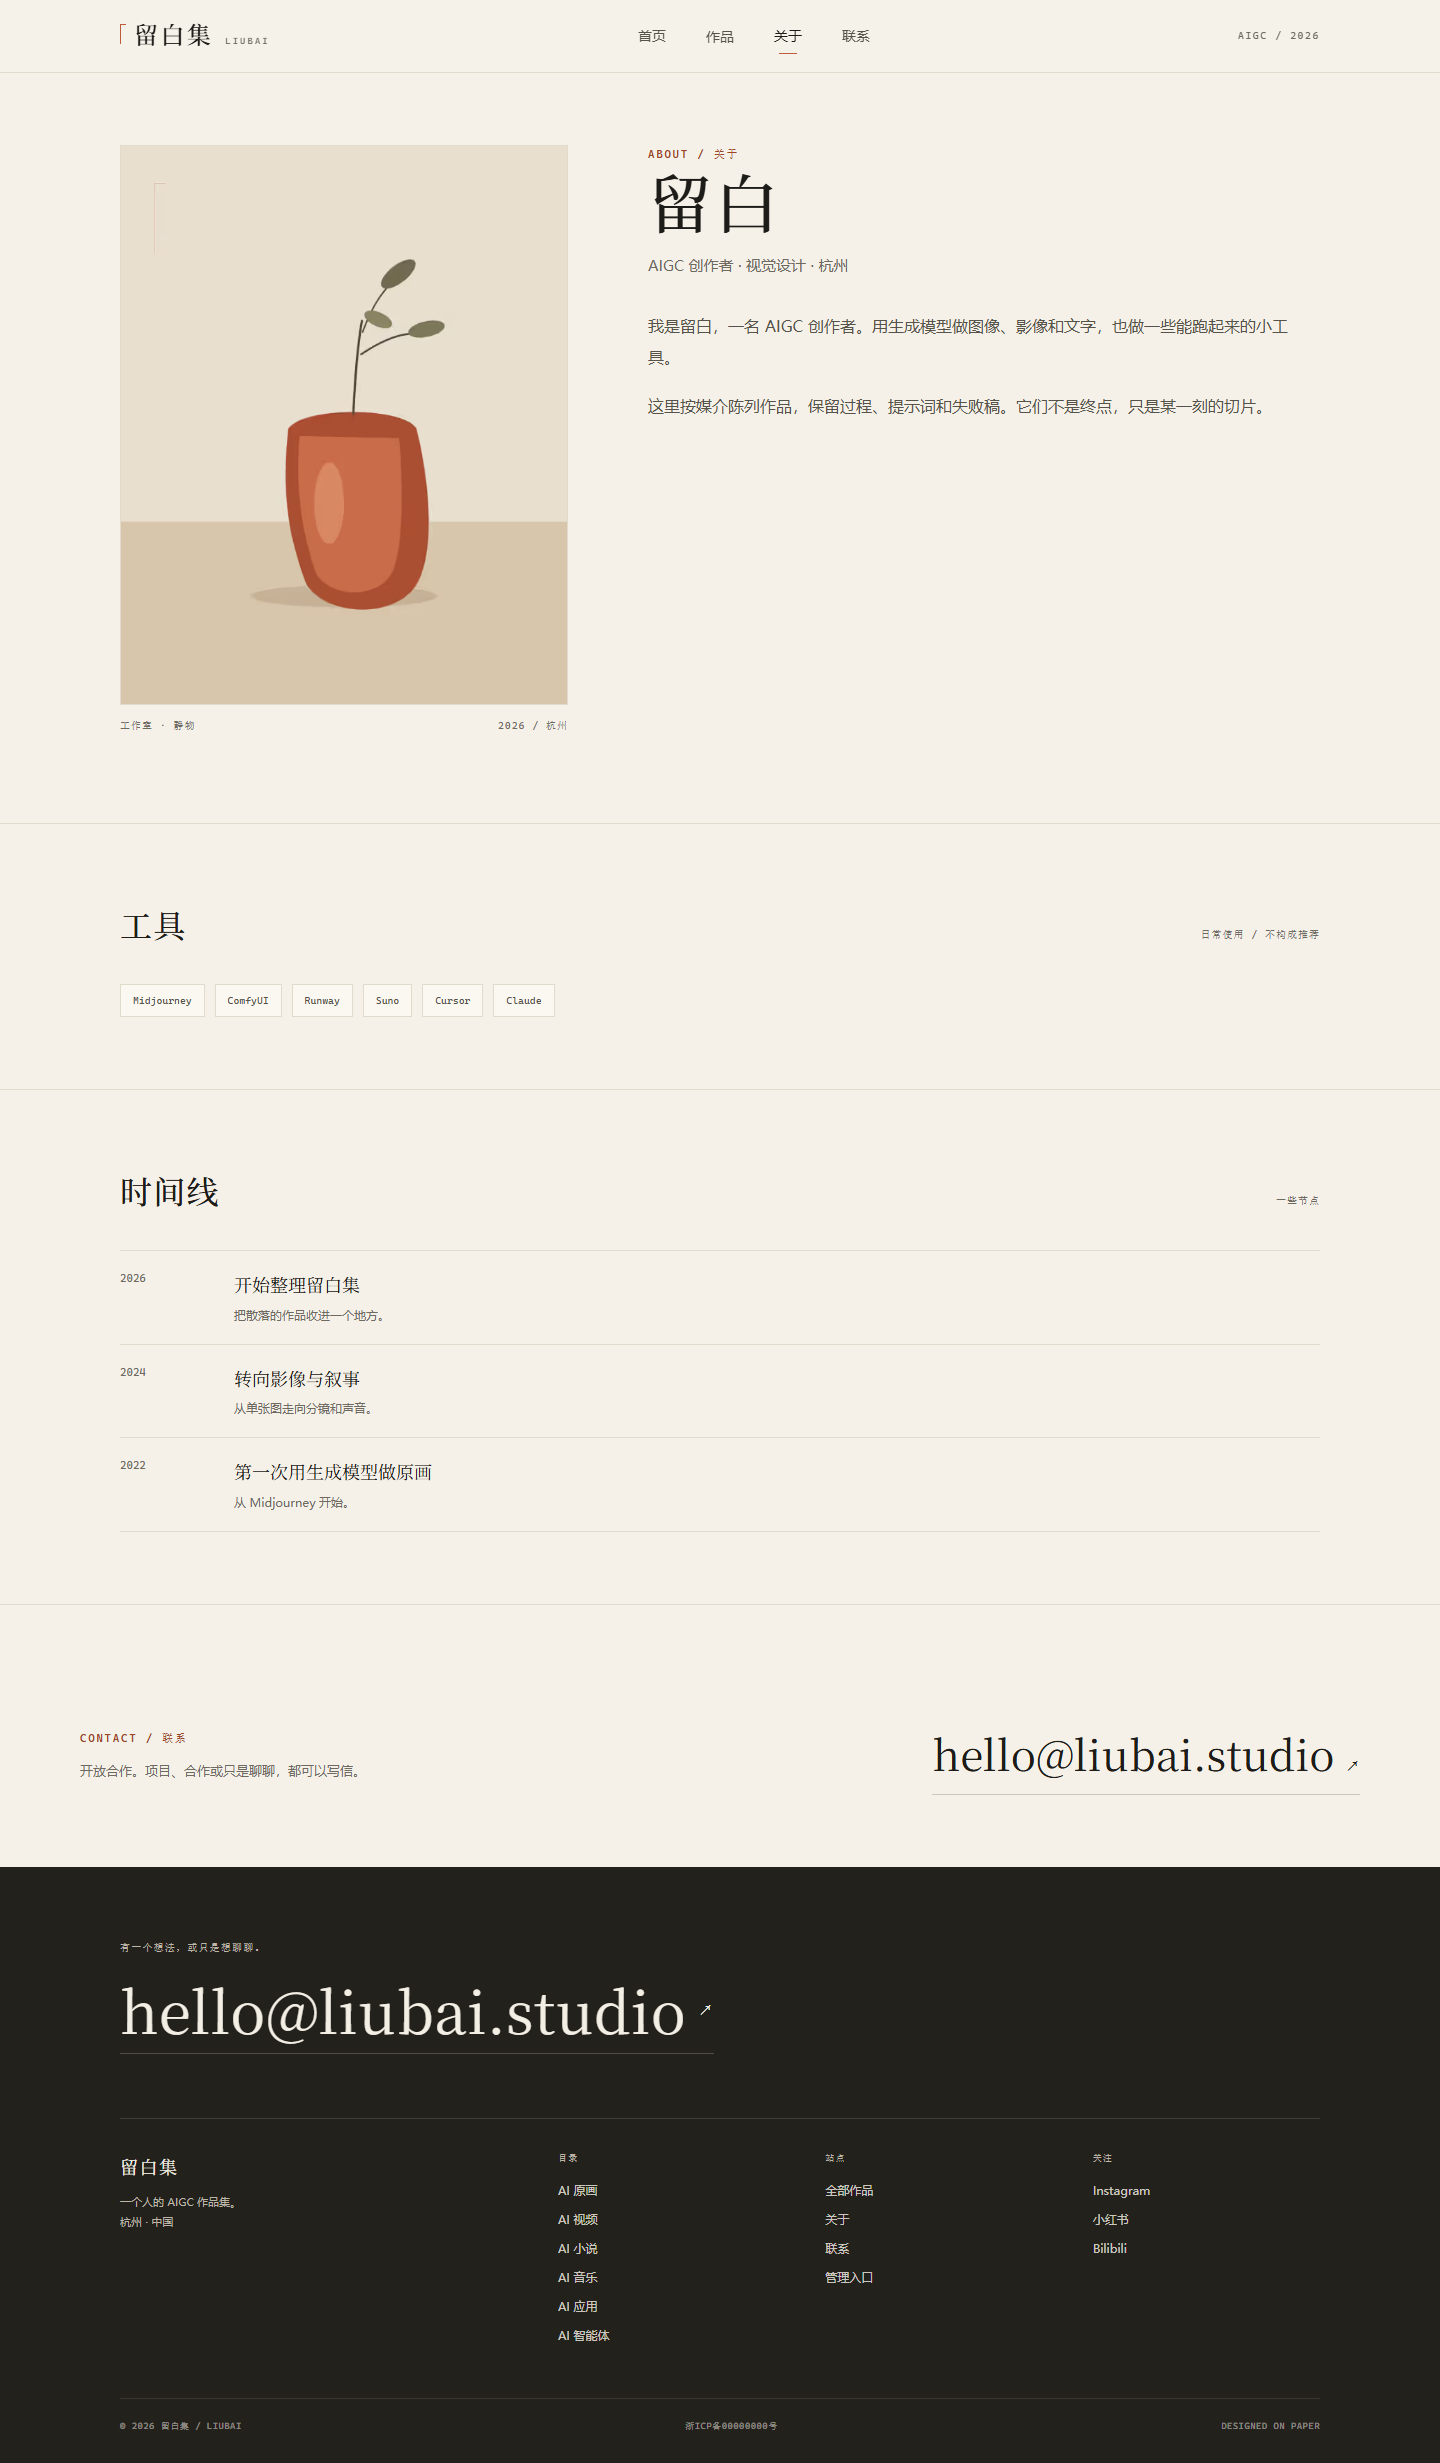 留白集 LIUBAI
首页 作品 关于 联系
AIGC / 2026
ABOUT / 关于
留白
AIGC 创作者 · 视觉设计 · 杭州
我是留白，一名 AIGC 创作者。用生成模型做图像、影像和文字，也做一些能跑起来的小工
具。
这里按媒介陈列作品，保留过程、提示词和失败稿。它们不是终点，只是某一刻的切片。
工作室 · 静物
2026 / 杭州
工具
日常使用 / 不构成推荐
Midjourney ComfyUI Runway Suno Cursor Claude
时间线
一些节点
2026
开始整理留白集
把散落的作品收进一个地方。
2024
转向影像与叙事
从单张图走向分镜和声音。
2022
第一次用生成模型做原画
从 Midjourney 开始。
CONTACT / 联系
开放合作。项目、合作或只是聊聊，都可以写信。
hello@liubai.studio ↗
有一个想法，或只是想聊聊。
hello@liubai.studio ↗
留白集
一个人的 AIGC 作品集。
杭州 · 中国
目录
AI 原画
AI 视频
AI 小说
AI 音乐
AI 应用
AI 智能体
站点
全部作品
关于
联系
管理入口
关注
Instagram
小红书
Bilibili
© 2026 留白集 / LIUBAI
浙ICP备00000000号
DESIGNED ON PAPER